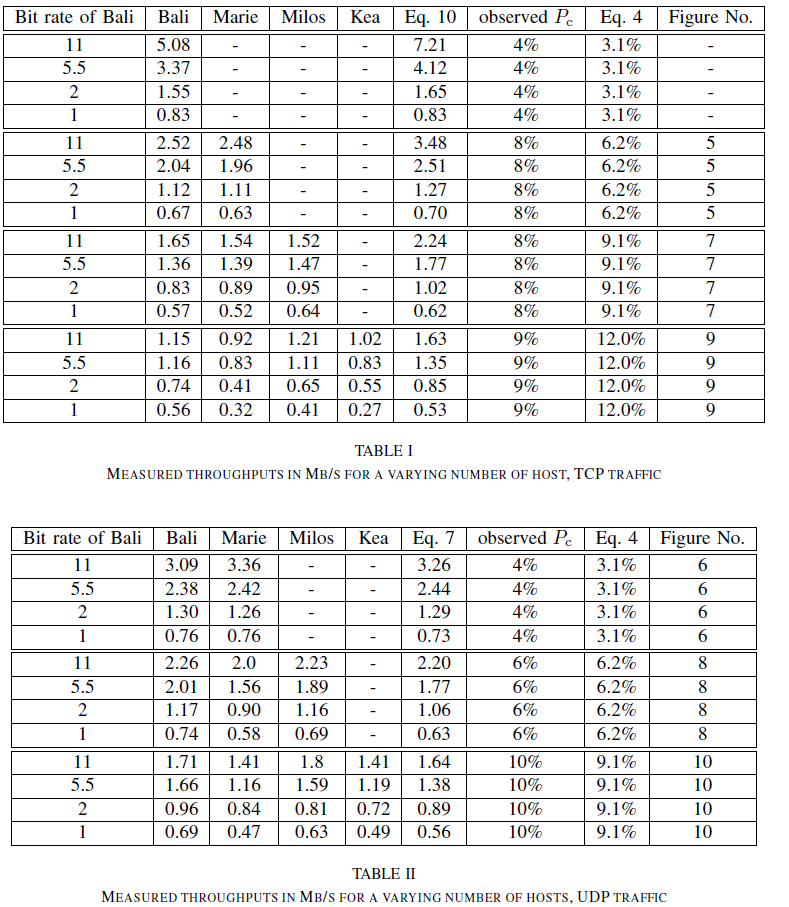 Bit rate of Bali Bali Marie Milos Kea Eq. 10 observed Pc Eq. 4 Figure No.
11 5.08 - - - 7.21 4% 3.1% -
5.5 3.37 - - - 4.12 4% 3.1% -
2 1.55 - - - 1.65 4% 3.1% -
1 0.83 - - - 0.83 4% 3.1% -
11 2.52 2.48 - - 3.48 8% 6.2% 5
5.5 2.04 1.96 - - 2.51 8% 6.2% 5
2 1.12 1.11 - - 1.27 8% 6.2% 5
1 0.67 0.63 - - 0.70 8% 6.2% 5
11 1.65 1.54 1.52 - 2.24 8% 9.1% 7
5.5 1.36 1.39 1.47 - 1.77 8% 9.1% 7
2 0.83 0.89 0.95 - 1.02 8% 9.1% 7
1 0.57 0.52 0.64 - 0.62 8% 9.1% 7
11 1.15 0.92 1.21 1.02 1.63 9% 12.0% 9
5.5 1.16 0.83 1.11 0.83 1.35 9% 12.0% 9
2 0.74 0.41 0.65 0.55 0.85 9% 12.0% 9
1 0.56 0.32 0.41 0.27 0.53 9% 12.0% 9
TABLE I
MEASURED THROUGHPUTS IN MB/S FOR A VARYING NUMBER OF HOST, TCP TRAFFIC
Bit rate of Bali Bali Marie Milos Kea Eq. 7 observed Pc Eq. 4 Figure No.
11 3.09 3.36 - - 3.26 4% 3.1% 6
5.5 2.38 2.42 - - 2.44 4% 3.1% 6
2 1.30 1.26 - - 1.29 4% 3.1% 6
1 0.76 0.76 - - 0.73 4% 3.1% 6
11 2.26 2.0 2.23 - 2.20 6% 6.2% 8
5.5 2.01 1.56 1.89 - 1.77 6% 6.2% 8
2 1.17 0.90 1.16 - 1.06 6% 6.2% 8
1 0.74 0.58 0.69 - 0.63 6% 6.2% 8
11 1.71 1.41 1.8 1.41 1.64 10% 9.1% 10
5.5 1.66 1.16 1.59 1.19 1.38 10% 9.1% 10
2 0.96 0.84 0.81 0.72 0.89 10% 9.1% 10
1 0.69 0.47 0.63 0.49 0.56 10% 9.1% 10
TABLE II
MEASURED THROUGHPUTS IN MB/S FOR A VARYING NUMBER OF HOSTS, UDP TRAFFIC